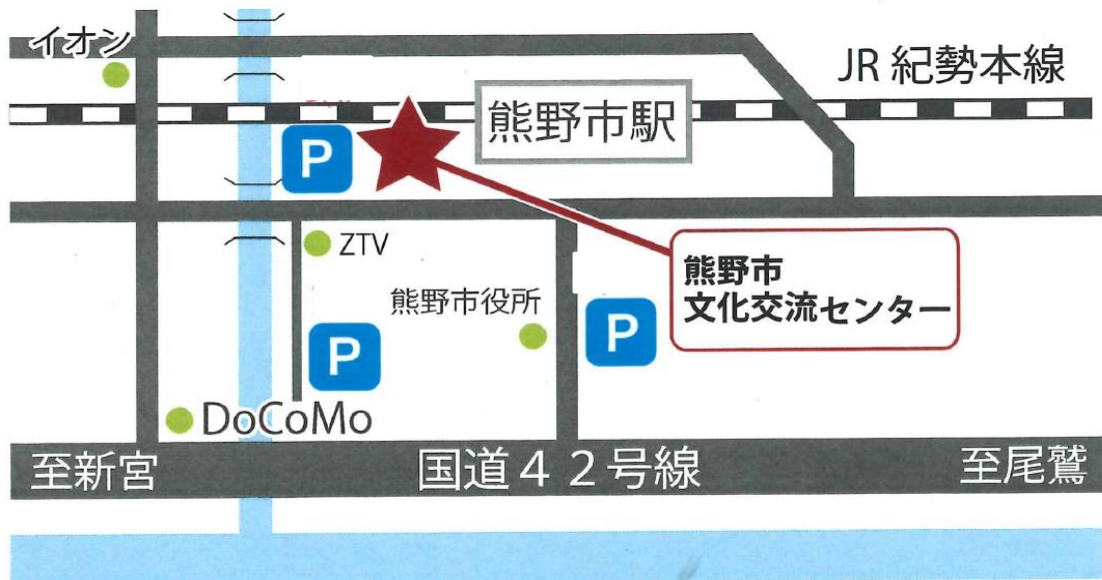 イオン
JR 紀勢本線
熊野市駅
P
ZTV
熊野市
文化交流センター
熊野市役所
P
P
DoCoMo
至新宮
国道４２号線
至尾鷲